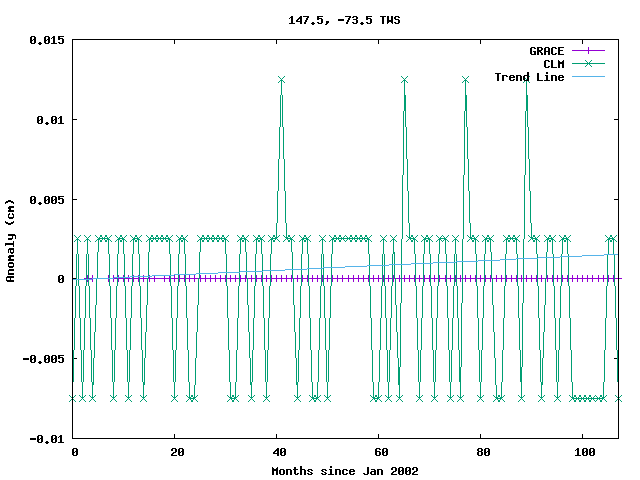 147.5, -73.5 TWS
0.015
GRACE
CLM
Trend Line
0.01
0.005
Anomaly (cm)
0
-0.005
-0.01
0 20 40 60 80 100
Months since Jan 2002